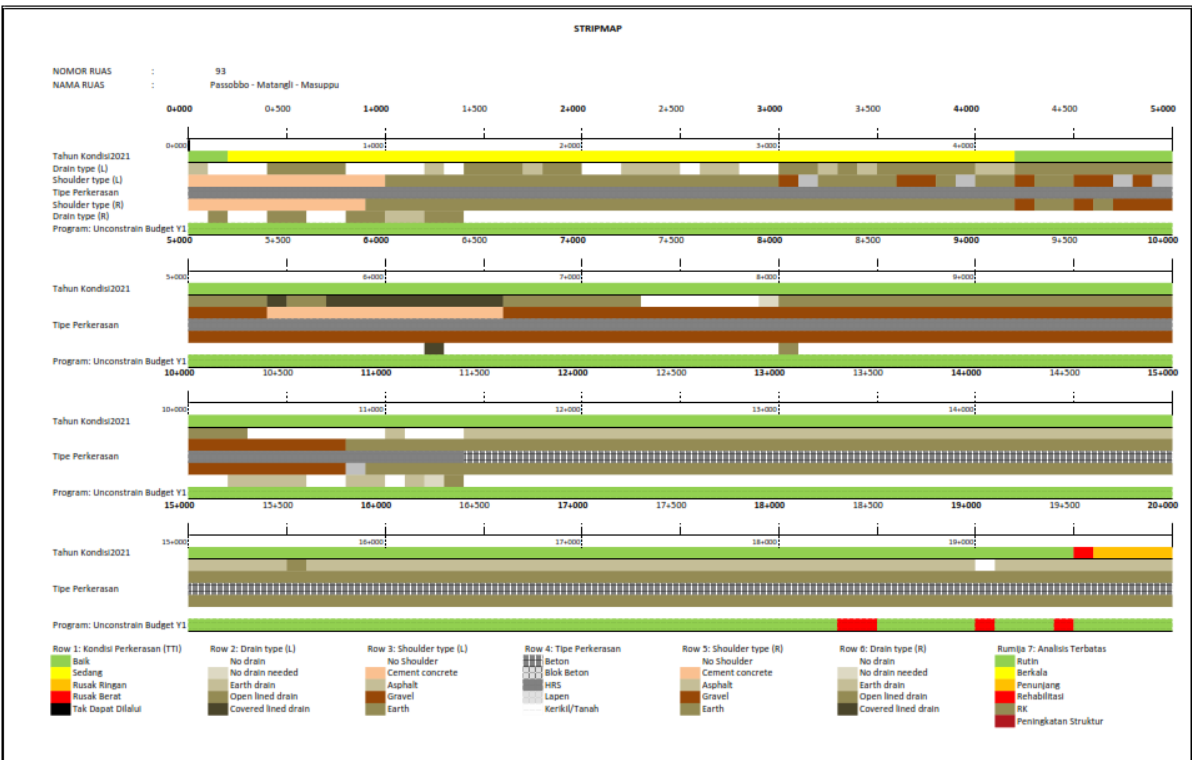 STRIPMAP
NOMOR RUAS : 93
NAMA RUAS : Passobbo - Matangli - Masuppu
0+000 0+500 1+000 1+500 2+000 2+500 3+000 3+500 4+000 4+500 5+000
0+000 1+000 2+000 3+000 4+000
Tahun Kondisi2021
Drain type (L)
Shoulder type (L)
Tipe Perkerasan
Shoulder type (R)
Drain type (R)
Program: Unconstrain Budget Y1
5+000 5+500 6+000 6+500 7+000 7+500 8+000 8+500 9+000 9+500 10+000
5+000 6+000 7+000 8+000 9+000
Tahun Kondisi2021
Tipe Perkerasan
Program: Unconstrain Budget Y1
10+000 10+500 11+000 11+500 12+000 12+500 13+000 13+500 14+000 14+500 15+000
10+000 11+000 12+000 13+000 14+000
Tahun Kondisi2021
Tipe Perkerasan
Program: Unconstrain Budget Y1
15+000 15+500 16+000 16+500 17+000 17+500 18+000 18+500 19+000 19+500 20+000
15+000 16+000 17+000 18+000 19+000
Tahun Kondisi2021
Tipe Perkerasan
Program: Unconstrain Budget Y1
Row 1: Kondisi Perkerasan (TTI) Row 2: Drain type (L) Row 3: Shoulder type (L) Row 4: Tipe Perkerasan Row 5: Shoulder type (R) Row 6: Drain type (R) Rumija 7: Analisis Terbatas
Baik No drain No Shoulder Beton No Shoulder No drain Rutin
Sedang No drain needed Cement concrete Blok Beton Cement concrete No drain needed Berkala
Rusak Ringan Earth drain Asphalt HRS Asphalt Earth drain Penunjang
Rusak Berat Open lined drain Gravel Lapen Gravel Open lined drain Rehabilitasi
Tak Dapat Dilalui Covered lined drain Earth Kerikil/Tanah Earth Covered lined drain RK
Peningkatan Struktur